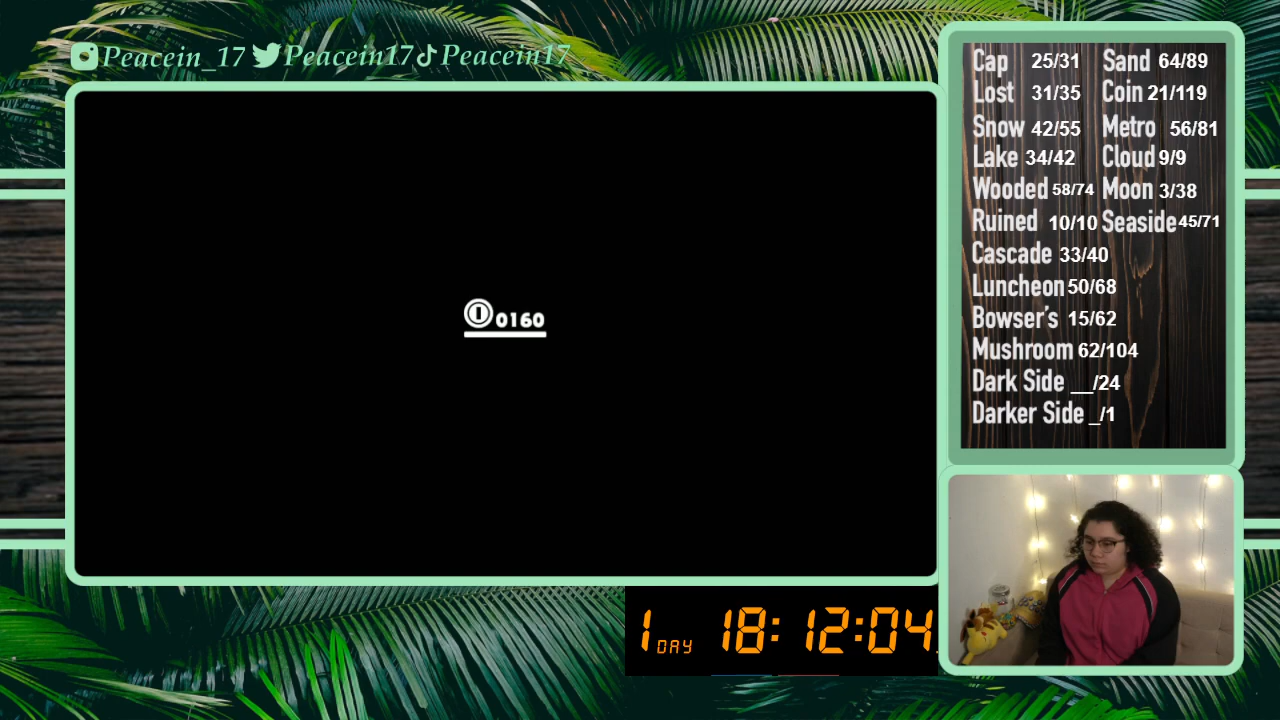 Peacein_17 Peacein17 Peacein17
0160
Cap 25/31 Sand 64/89
Lost 31/35 Coin 21/119
Snow 42/55 Metro 56/81
Lake 34/42 Cloud 9/9
Wooded 58/74 Moon 3/38
Ruined 10/10 Seaside 45/71
Cascade 33/40
Luncheon 50/68
Bowser's 15/62
Mushroom 62/104
Dark Side __/24
Darker Side _/1
1 DAY 18:12:04